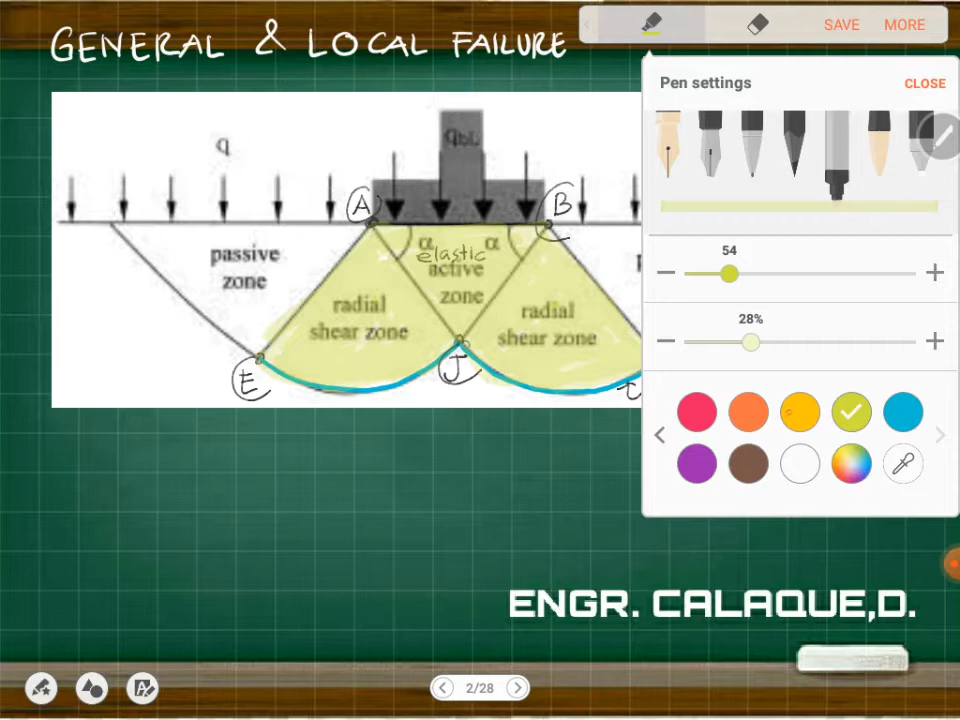 GENERAL & LOCAL FAILURE
SAVE MORE
Pen settings CLOSE
q
A
B
α elastic α
passive zone
active zone
radial shear zone
radial shear zone
E
J
54
28%
ENGR. CALAQUE,D.
2/28